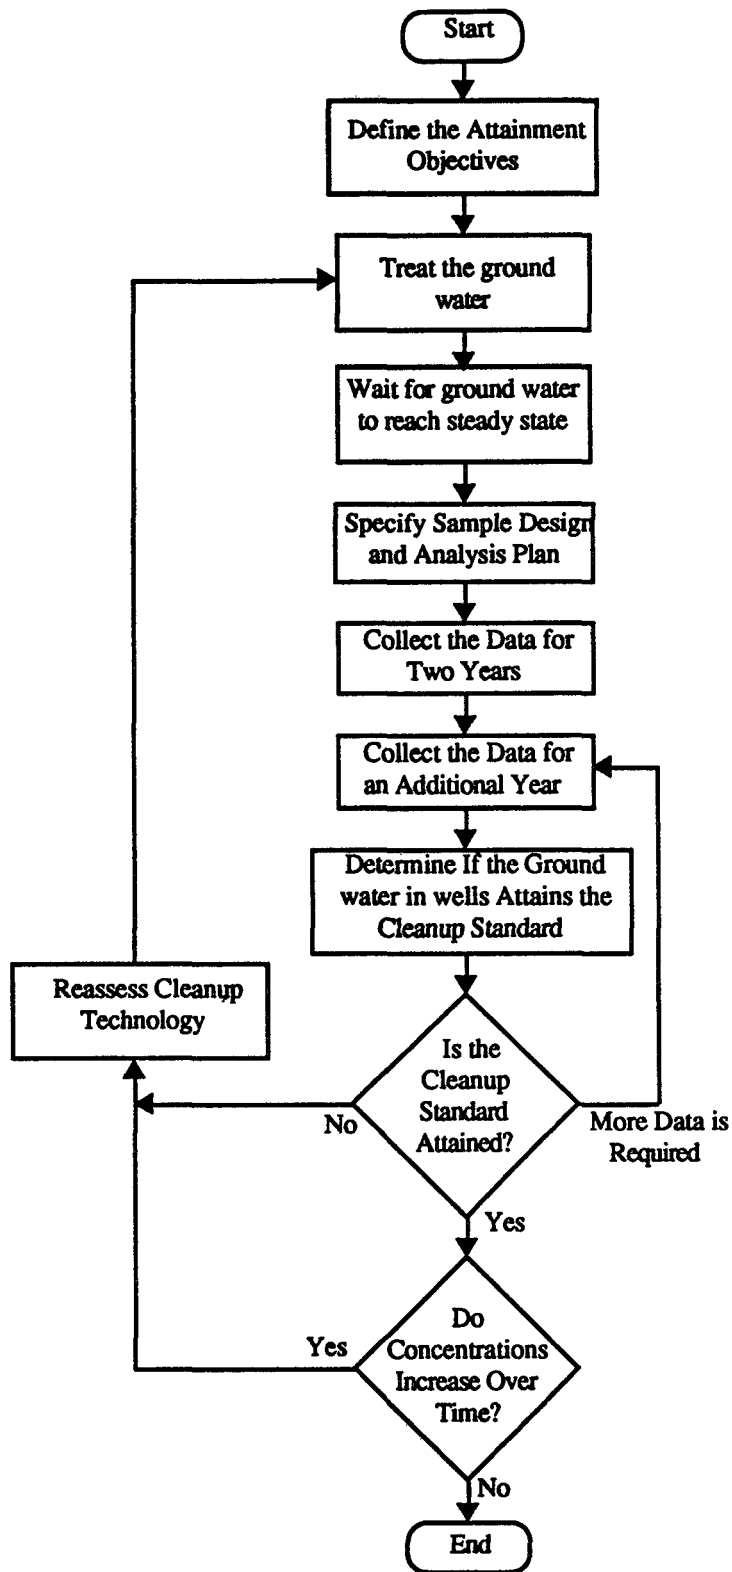 Start
Define the Attainment
Objectives
Treat the ground
water
Wait for ground water
to reach steady state
Specify Sample Design
and Analysis Plan
Collect the Data for
Two Years
Collect the Data for
an Additional Year
Determine If the Ground
water in wells Attains the
Cleanup Standard
Reassess Cleanup
Technology
Is the
Cleanup
Standard
Attained?
No
More Data is
Required
Yes
Do
Concentrations
Increase Over
Time?
Yes
No
End